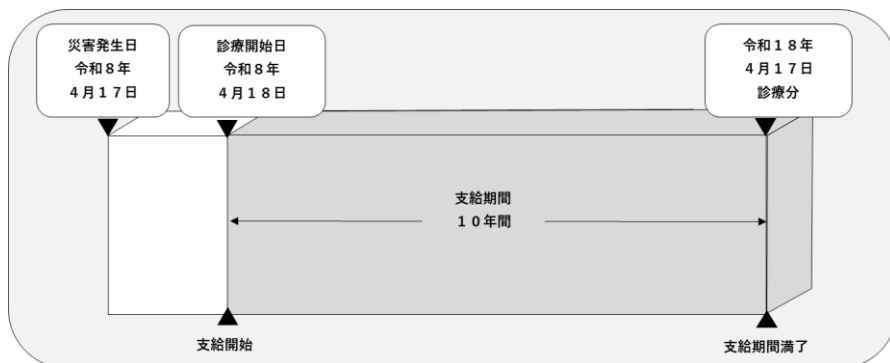 災害発生日
令和８年
４月１７日
診療開始日
令和８年
４月１８日
令和１８年
４月１７日
診療分
支給期間
１０年間
支給開始
支給期間満了